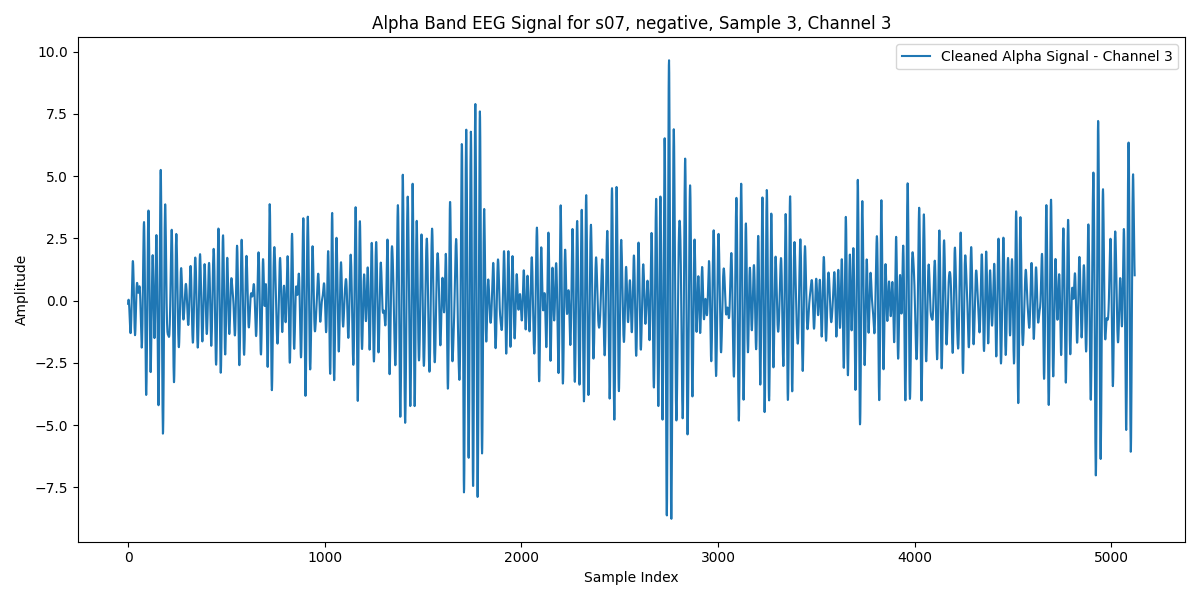 Alpha Band EEG Signal for s07, negative, Sample 3, Channel 3
Cleaned Alpha Signal - Channel 3
Amplitude
10.0
7.5
5.0
2.5
0.0
−2.5
−5.0
−7.5
0 1000 2000 3000 4000 5000
Sample Index